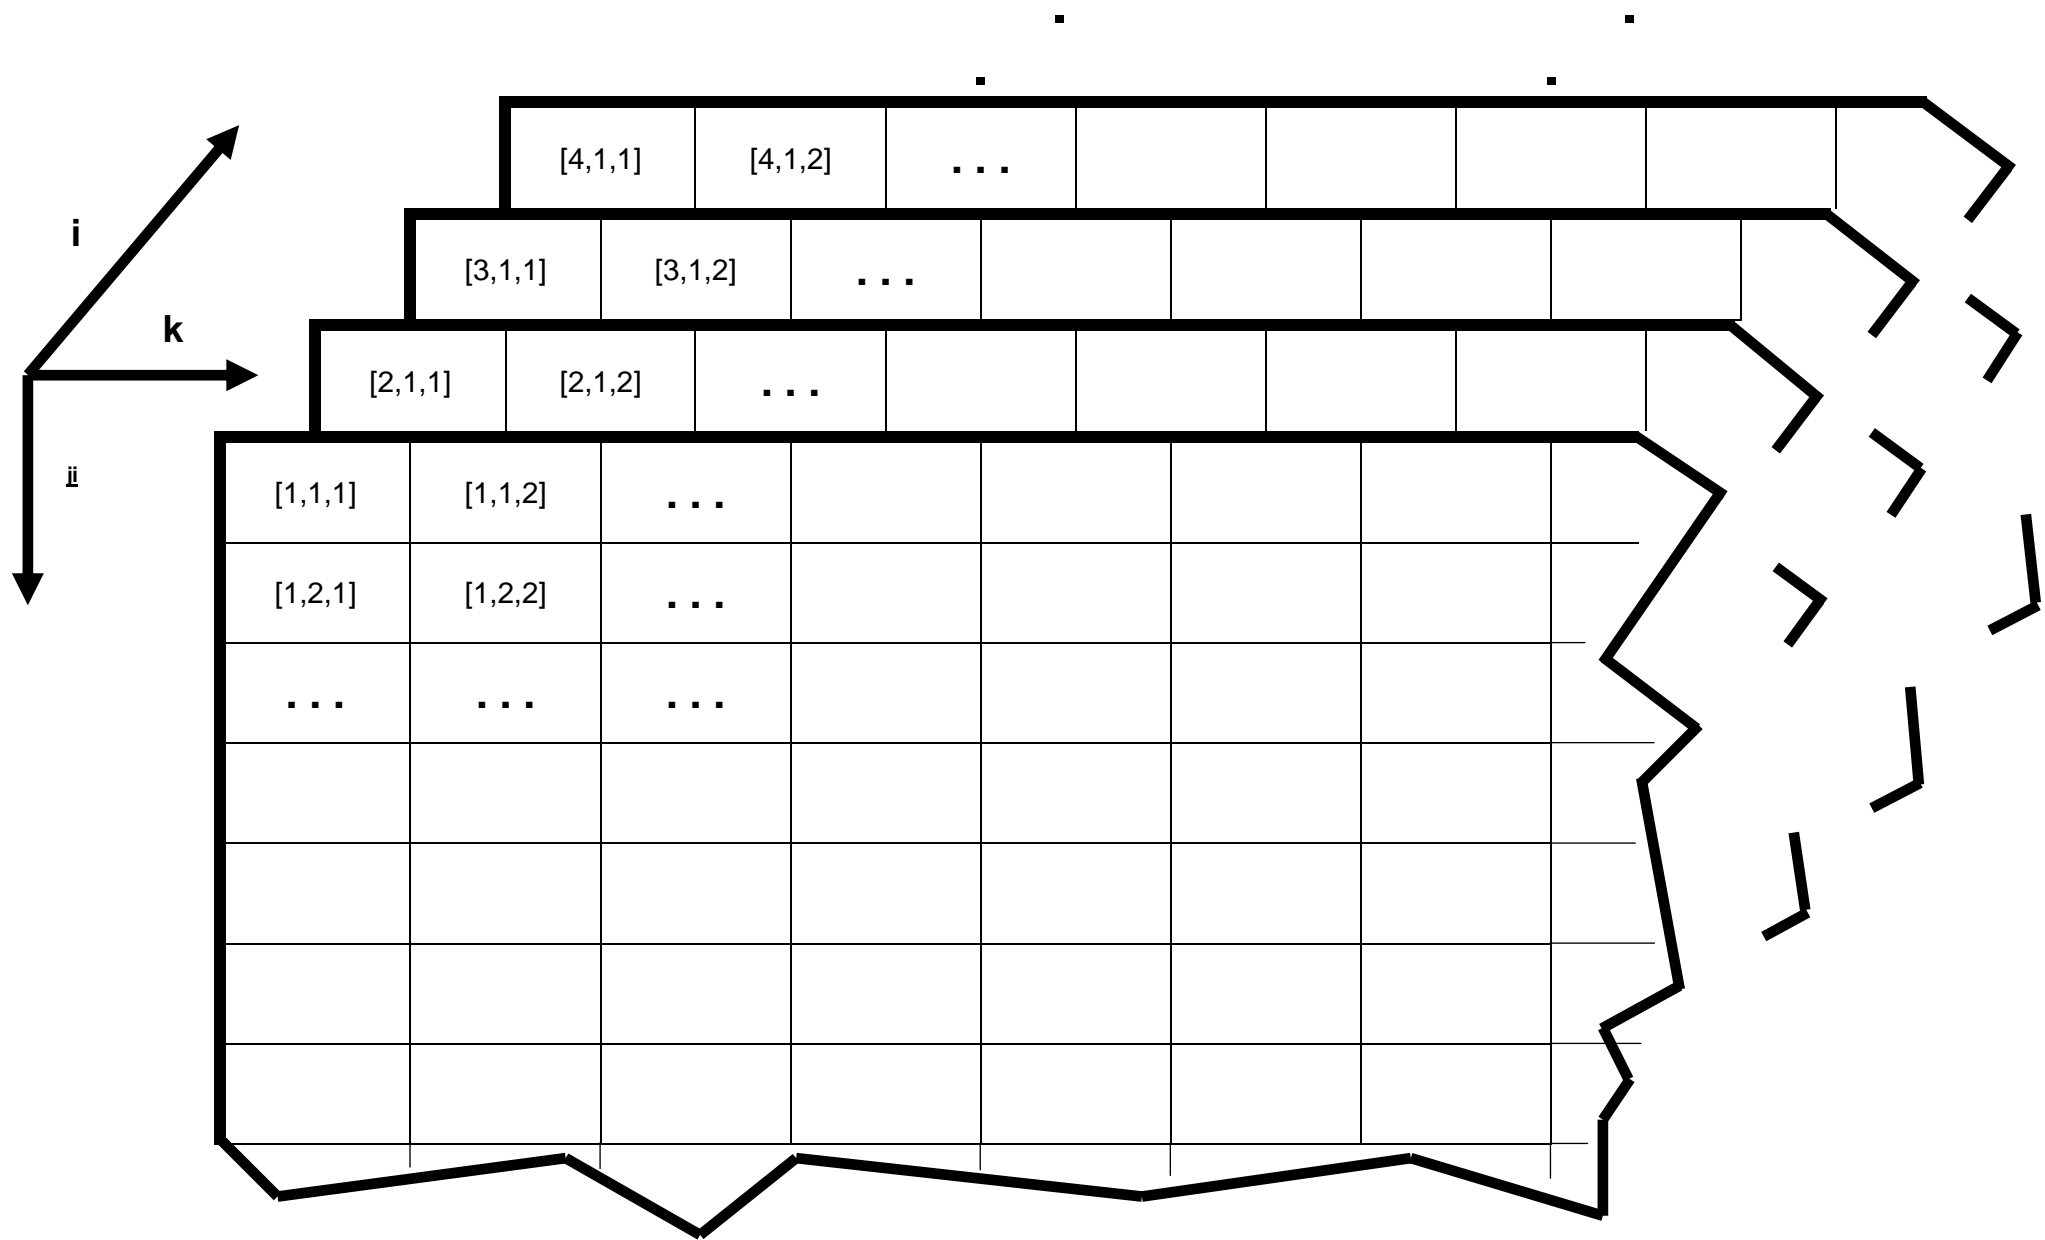 [4,1,1] [4,1,2] . . .
i
[3,1,1] [3,1,2] . . .
k
[2,1,1] [2,1,2] . . .
ji
[1,1,1] [1,1,2] . . .
[1,2,1] [1,2,2] . . .
. . . . . . . . .